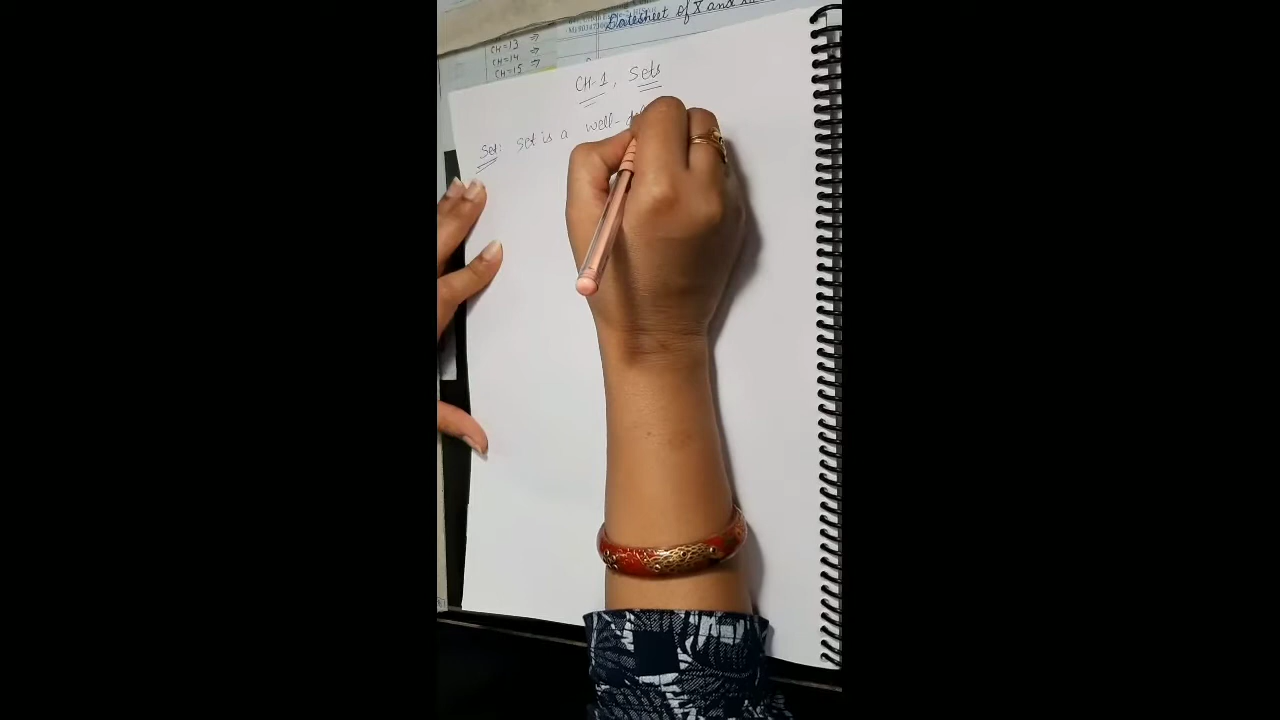 Datesheet of X and
CH=13 ⇒
CH=14 ⇒
CH=15 ⇒
CH-1, Sets
Set: Set is a well-